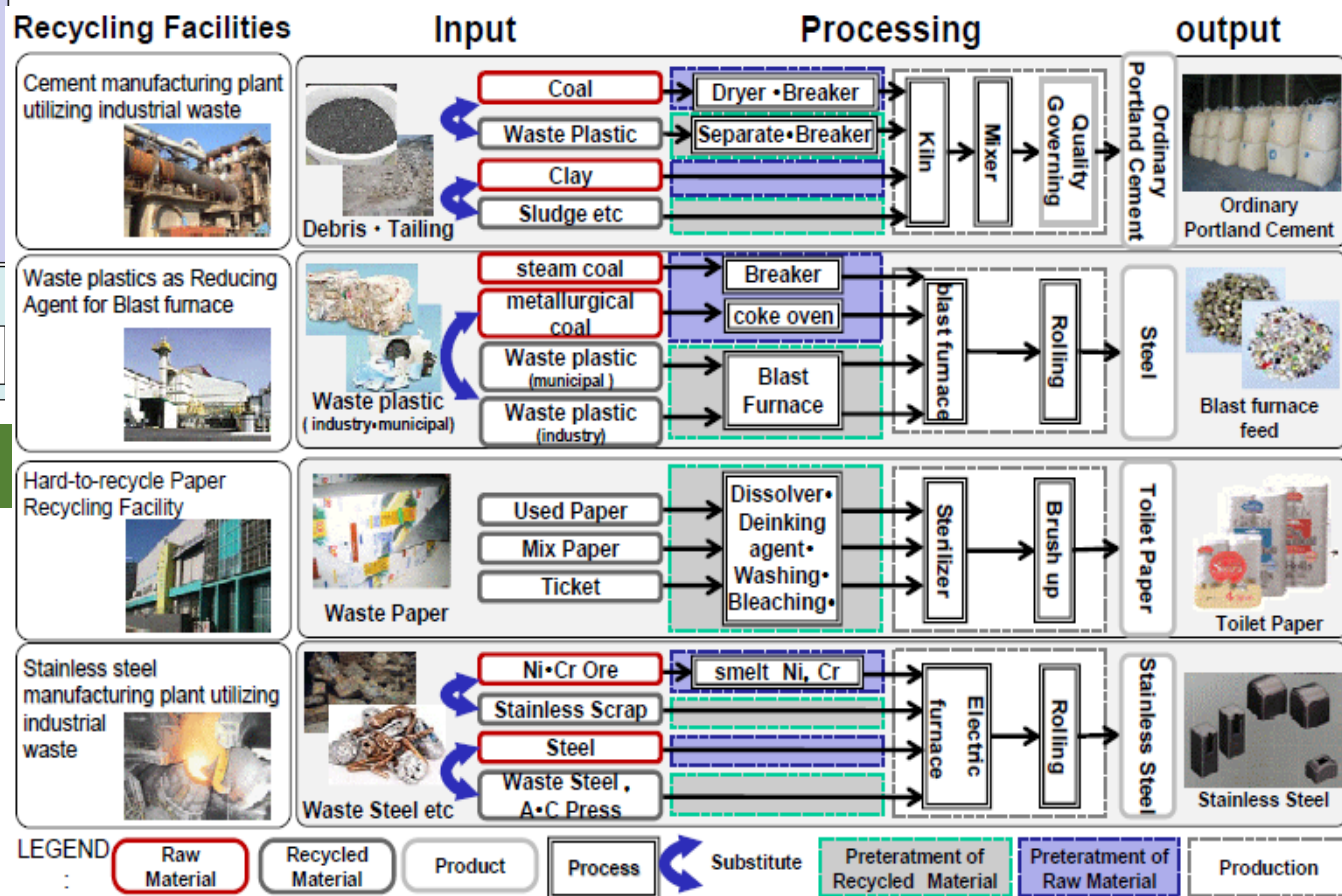 Recycling Facilities
Input
Processing
output
Cement manufacturing plant
utilizing industrial waste
Debris・Tailing
Coal
Waste Plastic
Clay
Sludge etc
Dryer・Breaker
Separate・Breaker
Kiln
Mixer
Quality
Governing
Ordinary
Portland Cement
Ordinary
Portland Cement
Waste plastics as Reducing
Agent for Blast furnace
Waste plastic
( industry・municipal)
steam coal
metallurgical
coal
Waste plastic
(municipal )
Waste plastic
(industry)
Breaker
coke oven
Blast
Furnace
blast furnace
Rolling
Steel
Blast furnace
feed
Hard-to-recycle Paper
Recycling Facility
Waste Paper
Used Paper
Mix Paper
Ticket
Dissolver・
Deinking
agent・
Washing・
Bleaching・
Sterilizer
Brush up
Toilet Paper
Toilet Paper
Stainless steel
manufacturing plant utilizing
industrial
waste
Waste Steel etc
Ni・Cr Ore
Stainless Scrap
Steel
Waste Steel .
A・C Press
smelt Ni, Cr
Electric
furnace
Rolling
Stainless Steel
Stainless Steel
LEGEND
:
Raw
Material
Recycled
Material
Product
Process
Substitute
Preteratment of
Recycled Material
Preteratment of
Raw Material
Production